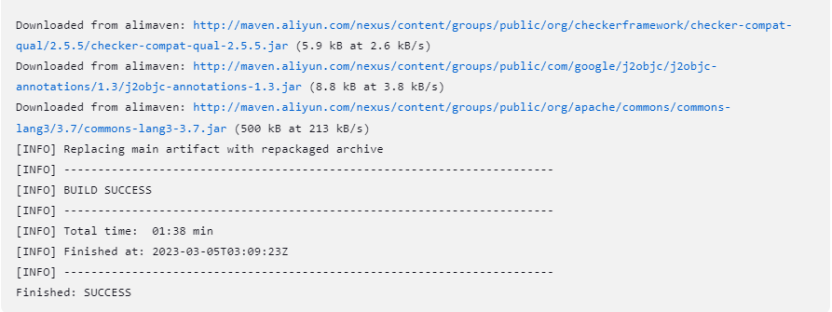 Downloaded from alimaven: http://maven.aliyun.com/nexus/content/groups/public/org/checkerframework/checker-compat-
qual/2.5.5/checker-compat-qual-2.5.5.jar (5.9 kB at 2.6 kB/s)
Downloaded from alimaven: http://maven.aliyun.com/nexus/content/groups/public/com/google/j2objc/j2objc-
annotations/1.3/j2objc-annotations-1.3.jar (8.8 kB at 3.8 kB/s)
Downloaded from alimaven: http://maven.aliyun.com/nexus/content/groups/public/org/apache/commons/commons-
lang3/3.7/commons-lang3-3.7.jar (500 kB at 213 kB/s)
[INFO] Replacing main artifact with repackaged archive
[INFO] ------------------------------------------------------------------------
[INFO] BUILD SUCCESS
[INFO] ------------------------------------------------------------------------
[INFO] Total time:  01:38 min
[INFO] Finished at: 2023-03-05T03:09:23Z
[INFO] ------------------------------------------------------------------------
Finished: SUCCESS